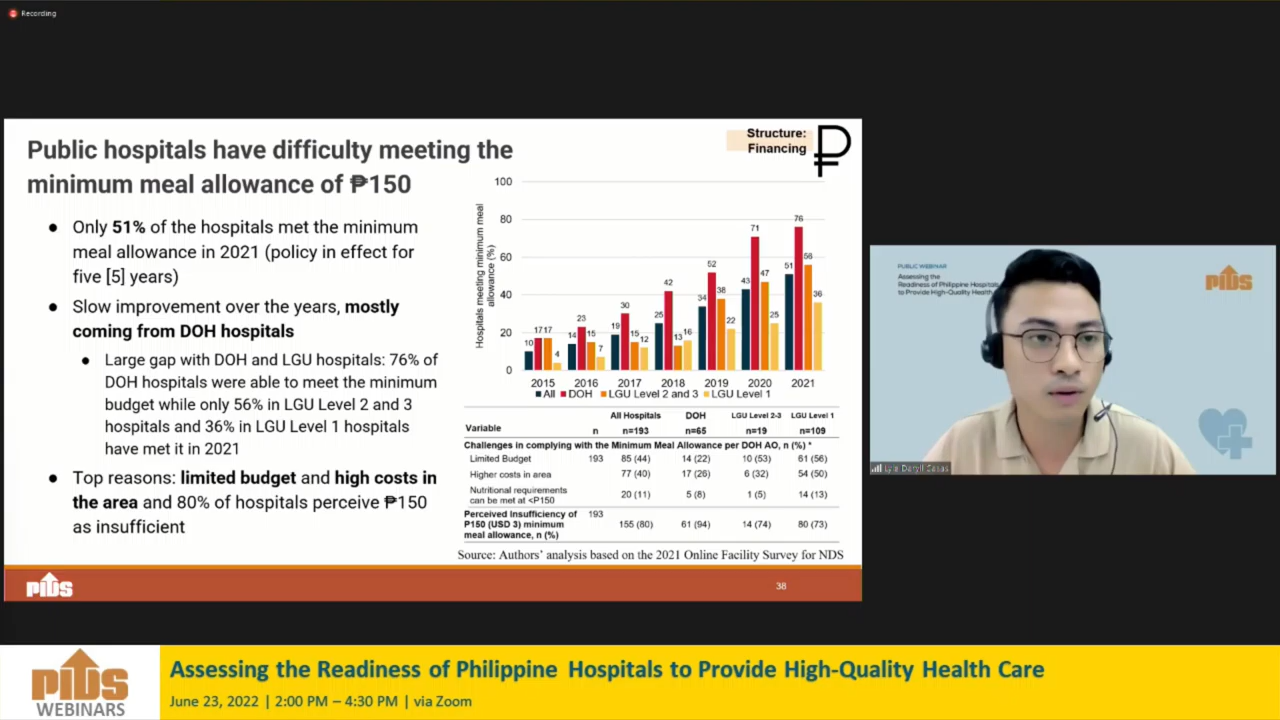 Recording
Public hospitals have difficulty meeting the
minimum meal allowance of ₱150
Structure:
Financing
● Only 51% of the hospitals met the minimum
meal allowance in 2021 (policy in effect for
five [5] years)
● Slow improvement over the years, mostly
coming from DOH hospitals
● Large gap with DOH and LGU hospitals: 76% of
DOH hospitals were able to meet the minimum
budget while only 56% in LGU Level 2 and 3
hospitals and 36% in LGU Level 1 hospitals
have met it in 2021
● Top reasons: limited budget and high costs in
the area and 80% of hospitals perceive ₱150
as insufficient
Hospitals meeting minimum meal
allowance (%)
100
80
60
40
20
0
10 17 17 4
14 23 15 7
19 30 15 12
25 42 13 16
34 52 38 22
43 71 47 25
51 76 56 36
2015 2016 2017 2018 2019 2020 2021
All DOH LGU Level 2 and 3 LGU Level 1
All Hospitals DOH LGU Level 2-3 LGU Level 1
Variable n n=193 n=65 n=19 n=109
Challenges in complying with the Minimum Meal Allowance per DOH AO, n (%) *
Limited Budget 193 85 (44) 14 (22) 10 (53) 61 (56)
Higher costs in area 77 (40) 17 (26) 6 (32) 54 (50)
Nutritional requirements
can be met at <P150 20 (11) 5 (8) 1 (5) 14 (13)
Perceived Insufficiency of 193
P150 (USD 3) minimum 155 (80) 61 (94) 14 (74) 80 (73)
meal allowance, n (%)
Source: Authors' analysis based on the 2021 Online Facility Survey for NDS
PIDS
38
PUBLIC WEBINAR
Assessing the
Readiness of Philippine Hospitals
to Provide High-Quality Health
PIDS
Lyle Daryll Casas
PIDS
WEBINARS
Assessing the Readiness of Philippine Hospitals to Provide High-Quality Health Care
June 23, 2022 | 2:00 PM – 4:30 PM | via Zoom